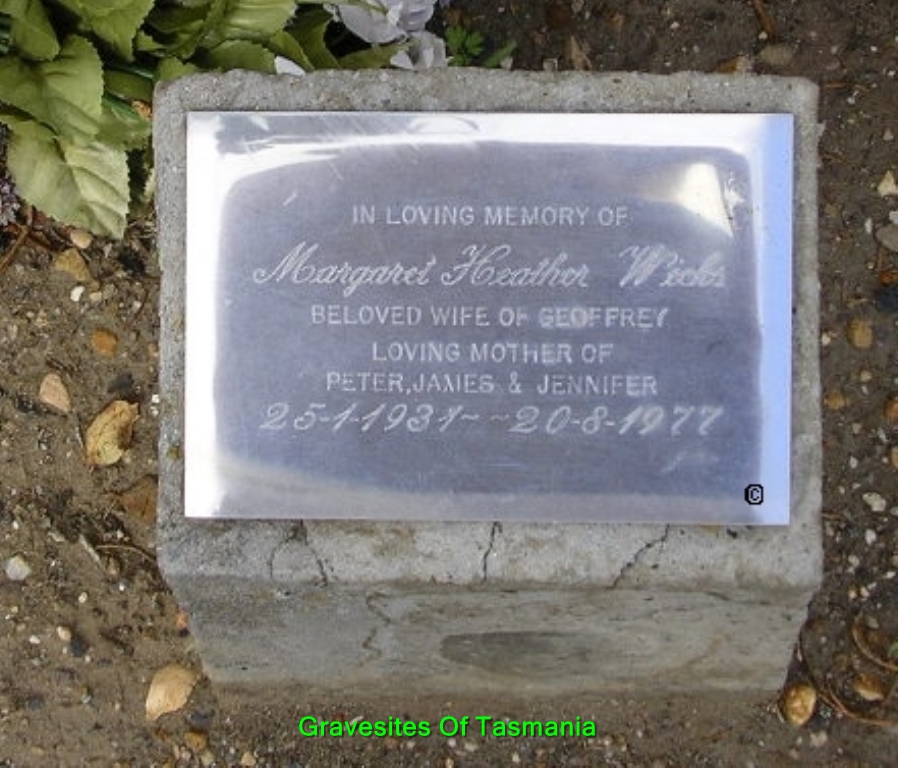 IN LOVING MEMORY OF
Margaret Heather Wicks
BELOVED WIFE OF GEOFFREY
LOVING MOTHER OF
PETER, JAMES & JENNIFER
25-1-1931~~20-8-1977
©
Gravesites Of Tasmania